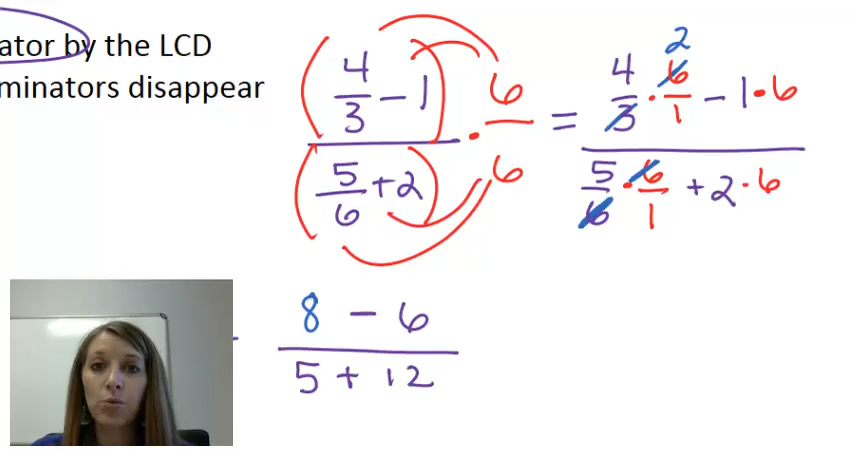 ator by the LCD
minators disappear
(4/3 - 1) / (5/6 + 2) · 6/6 = (4/3 · 6/1 - 1 · 6) / (5/6 · 6/1 + 2 · 6)
2
8 - 6
5 + 12